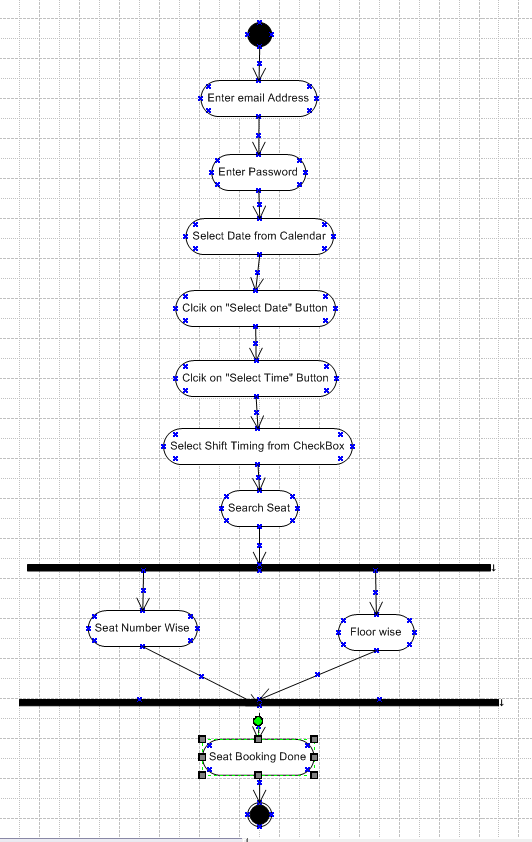 Enter email Address
Enter Password
Select Date from Calendar
Clcik on "Select Date" Button
Clcik on "Select Time" Button
Select Shift Timing from CheckBox
Search Seat
Seat Number Wise
Floor wise
Seat Booking Done